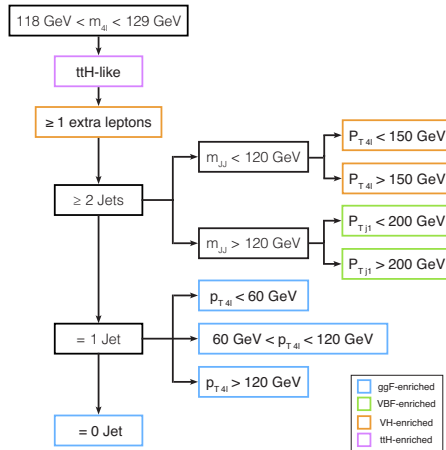 118 GeV < m4l < 129 GeV
ttH-like
≥ 1 extra leptons
≥ 2 Jets
mJJ < 120 GeV
PT 4l < 150 GeV
PT 4l > 150 GeV
mJJ > 120 GeV
PT j1 < 200 GeV
PT j1 > 200 GeV
= 1 Jet
pT 4l < 60 GeV
60 GeV < pT 4l < 120 GeV
pT 4l > 120 GeV
= 0 Jet
ggF-enriched
VBF-enriched
VH-enriched
ttH-enriched